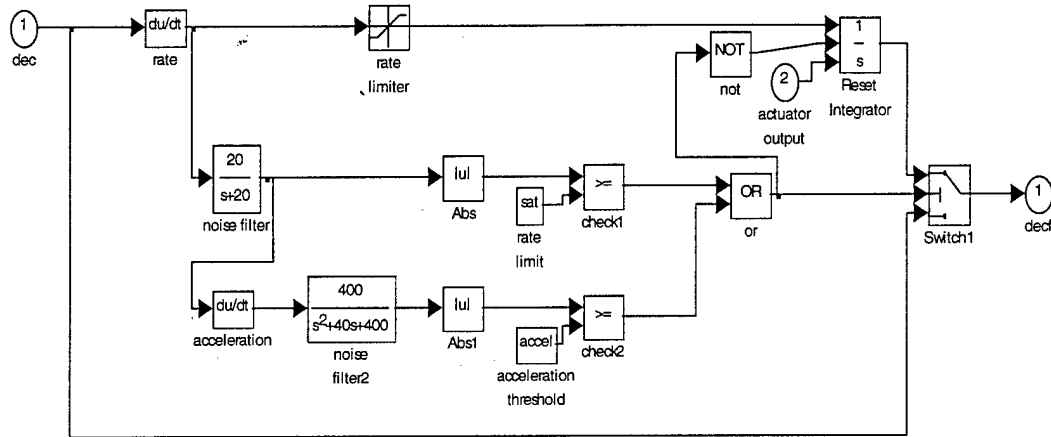 1
dec
du/dt
rate
rate
limiter
NOT
not
2
actuator
output
1
s
Reset
Integrator
20
s+20
noise filter
|u|
Abs
sat
rate
limit
>=
check1
OR
or
Switch1
1
decf
du/dt
acceleration
400
s²+40s+400
noise
filter2
|u|
Abs1
accel
acceleration
threshold
>=
check2